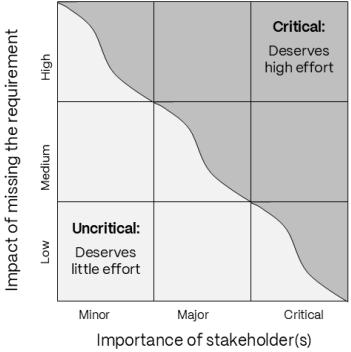 Impact of missing the requirement
High
Medium
Low
Critical:
Deserves
high effort
Uncritical:
Deserves
little effort
Minor
Major
Critical
Importance of stakeholder(s)